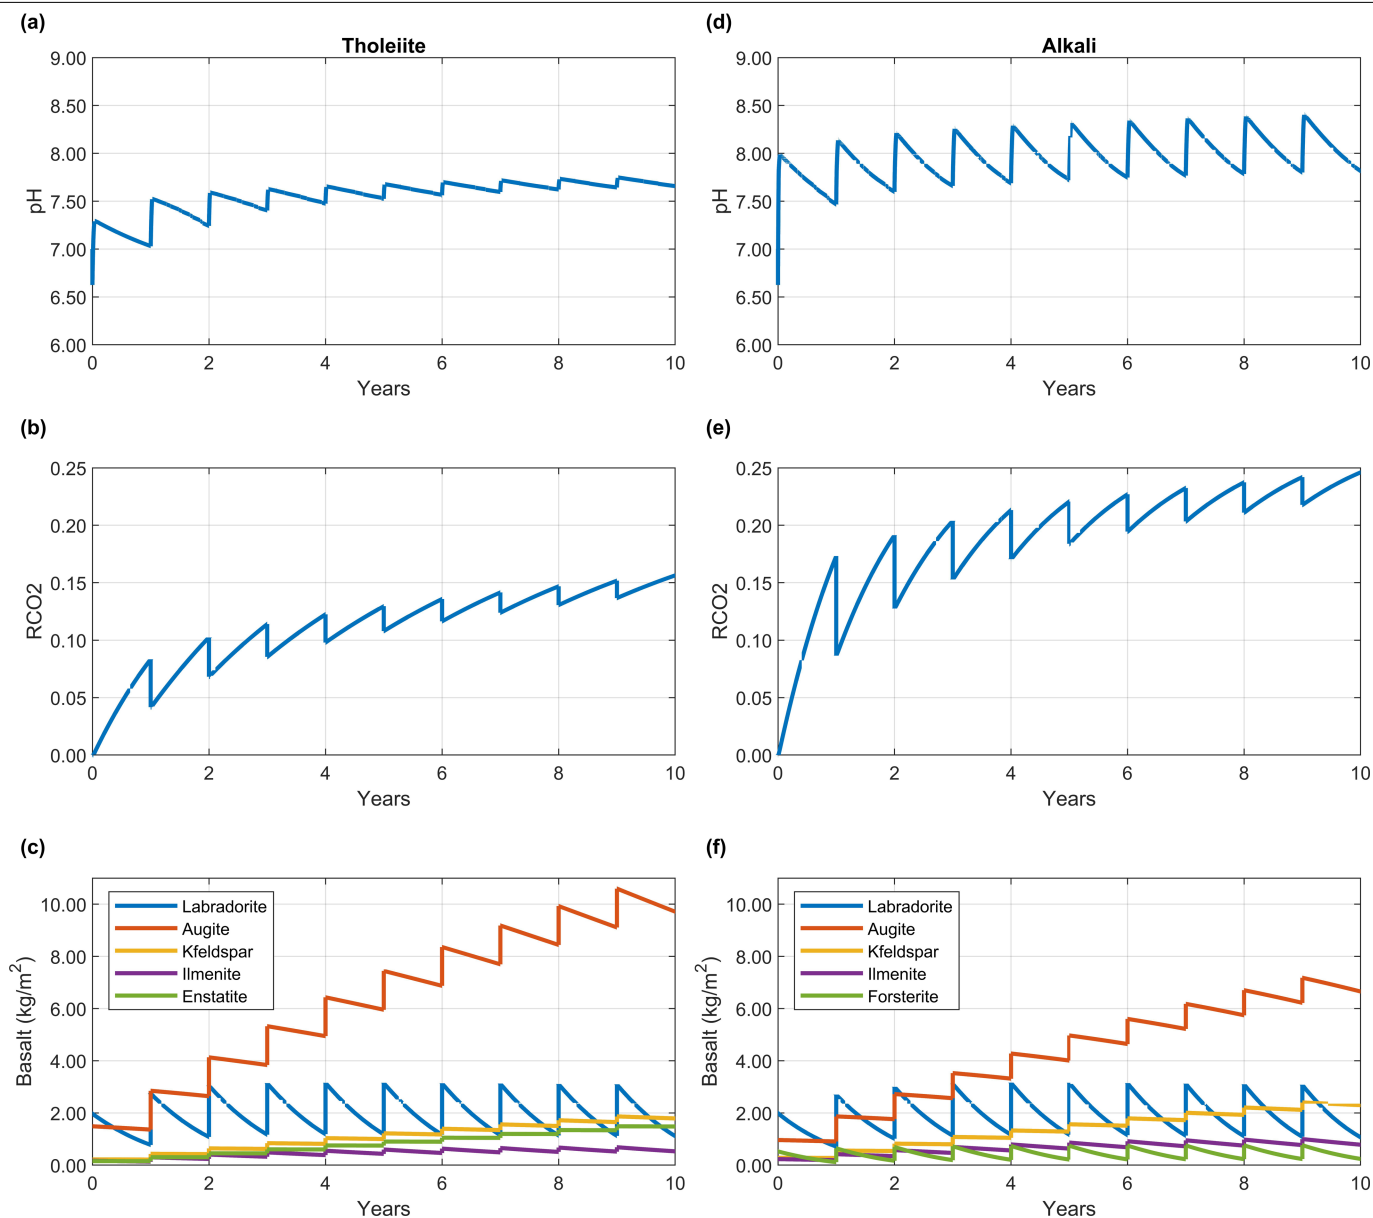 (a)
Tholeiite
9.00
8.50
8.00
7.50
7.00
6.50
6.00
pH
0 2 4 6 8 10
Years
(d)
Alkali
9.00
8.50
8.00
7.50
7.00
6.50
6.00
pH
0 2 4 6 8 10
Years
(b)
0.25
0.20
0.15
0.10
0.05
0.00
RCO2
0 2 4 6 8 10
Years
(e)
0.25
0.20
0.15
0.10
0.05
0.00
RCO2
0 2 4 6 8 10
Years
(c)
10.00
8.00
6.00
4.00
2.00
0.00
Basalt (kg/m²)
Labradorite
Augite
Kfeldspar
Ilmenite
Enstatite
0 2 4 6 8 10
Years
(f)
10.00
8.00
6.00
4.00
2.00
0.00
Basalt (kg/m²)
Labradorite
Augite
Kfeldspar
Ilmenite
Forsterite
0 2 4 6 8 10
Years